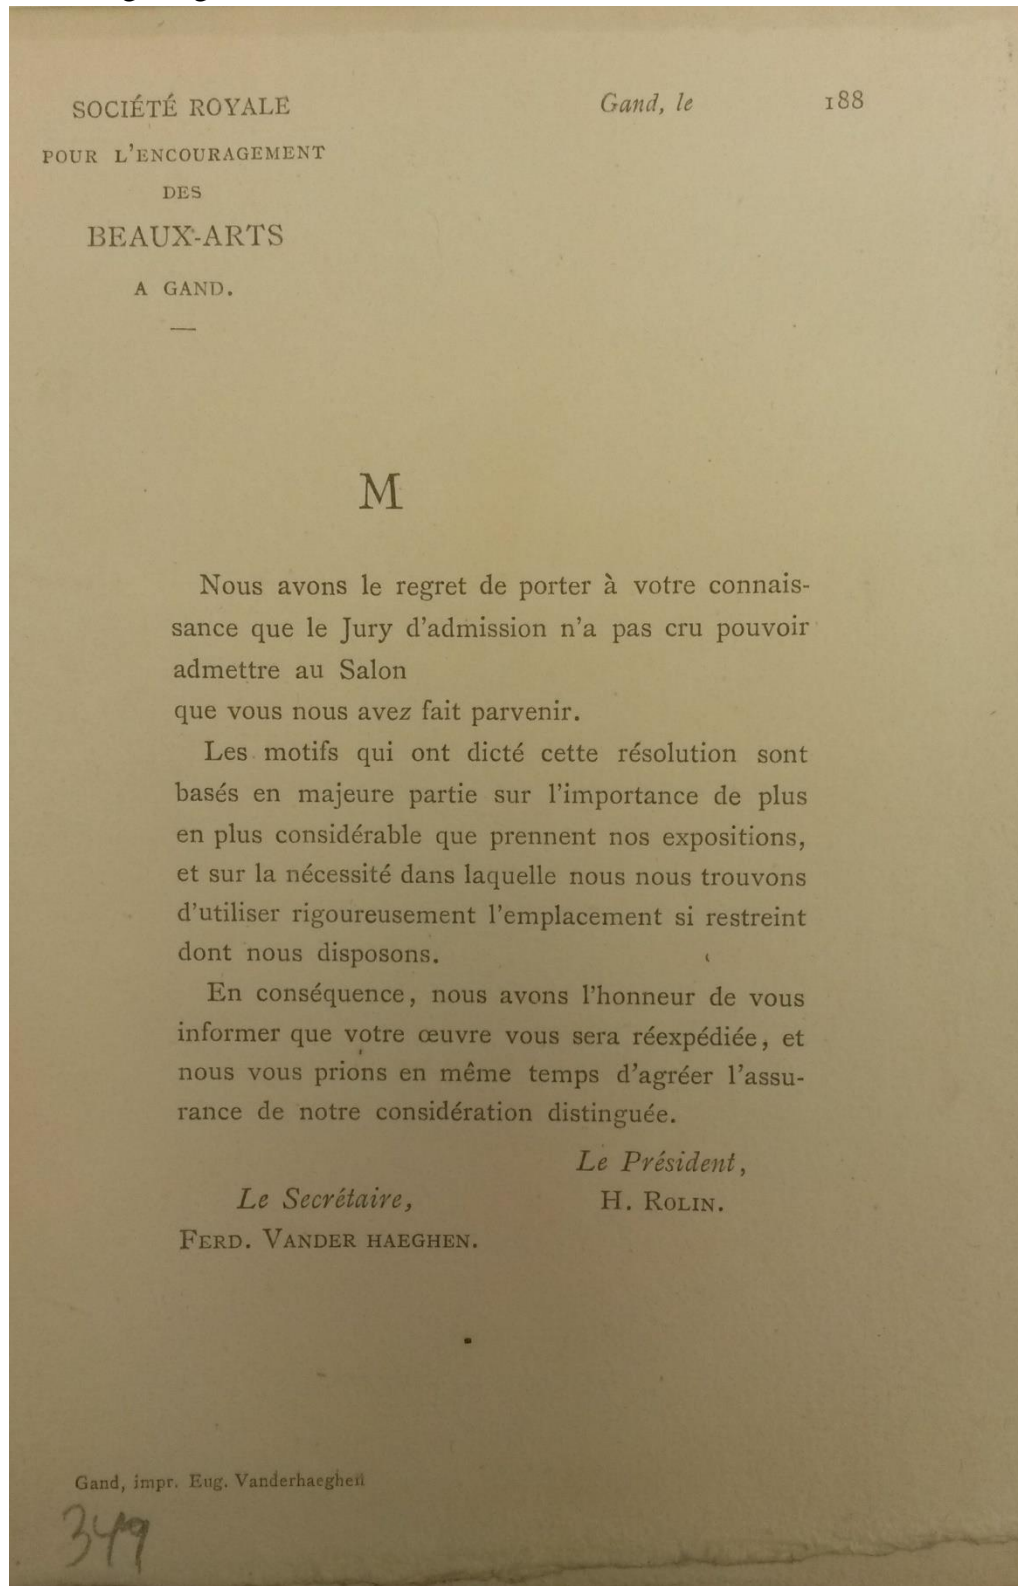 SOCIÉTÉ ROYALE
POUR L'ENCOURAGEMENT
DES
BEAUX-ARTS
A GAND.
Gand, le 188
M
Nous avons le regret de porter à votre connais-
sance que le Jury d'admission n'a pas cru pouvoir
admettre au Salon
que vous nous avez fait parvenir.
Les motifs qui ont dicté cette résolution sont
basés en majeure partie sur l'importance de plus
en plus considérable que prennent nos expositions,
et sur la nécessité dans laquelle nous nous trouvons
d'utiliser rigoureusement l'emplacement si restreint
dont nous disposons.
En conséquence, nous avons l'honneur de vous
informer que votre œuvre vous sera réexpédiée, et
nous vous prions en même temps d'agréer l'assu-
rance de notre considération distinguée.
Le Président,
H. ROLIN.
Le Secrétaire,
FERD. VANDER HAEGHEN.
Gand, impr. Eug. Vanderhaeghen
349